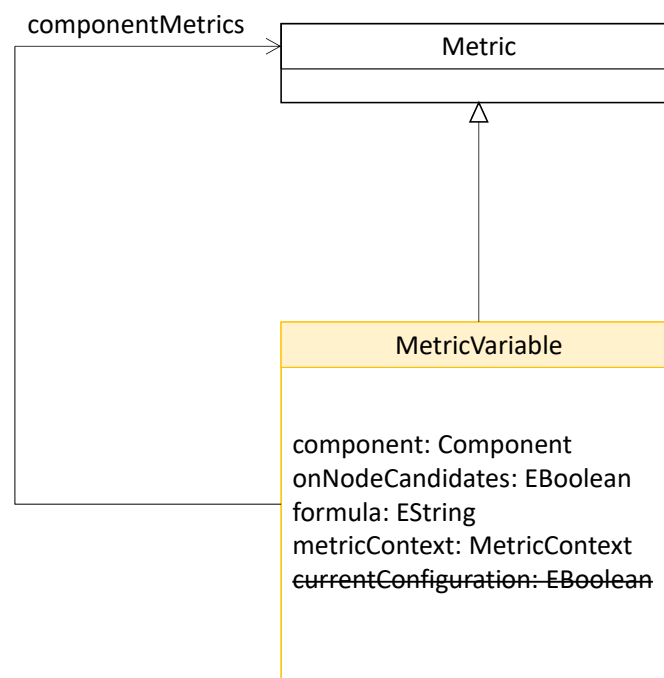 componentMetrics
Metric
MetricVariable
component: Component
onNodeCandidates: EBoolean
formula: EString
metricContext: MetricContext
currentConfiguration: EBoolean